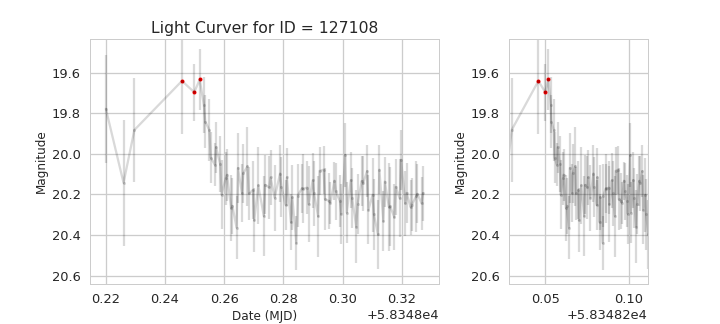 Light Curver for ID = 127108
19.6
19.8
20.0
20.2
20.4
20.6
Magnitude
0.22 0.24 0.26 0.28 0.30 0.32
Date (MJD)
+5.8348e4
19.6
19.8
20.0
20.2
20.4
20.6
Magnitude
0.05 0.10
+5.83482e4